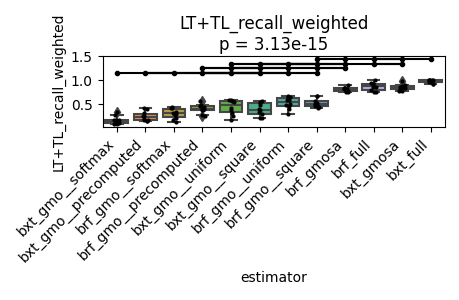 LT+TL_recall_weighted
p = 3.13e-15
LT+TL_recall_weighted
1.5
1.0
0.5
bxt_gmo__softmax
bxt_gmo__precomputed
brf_gmo__softmax
brf_gmo__precomputed
bxt_gmo__uniform
bxt_gmo__square
brf_gmo__uniform
brf_gmo__square
brf_gmosa
brf_full
bxt_gmosa
bxt_full
estimator